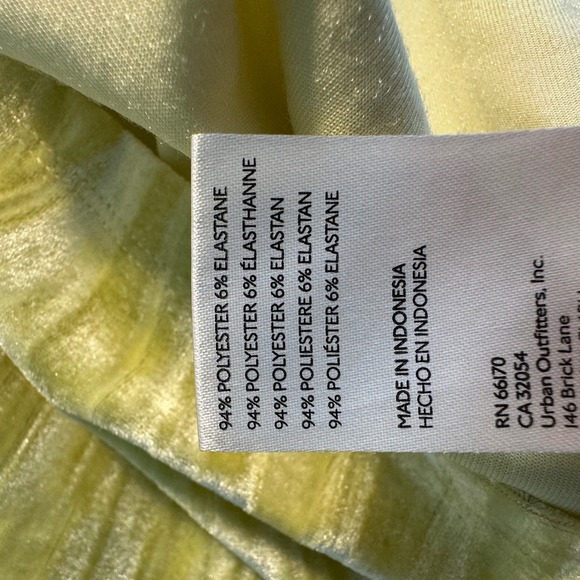 94% POLYESTER 6% ELASTANE
94% POLYESTER 6% ÉLASTHANNE
94% POLYESTER 6% ELASTAN
94% POLIESTERE 6% ELASTAN
94% POLIÉSTER 6% ELASTANE
MADE IN INDONESIA
HECHO EN INDONESIA
RN 66170
CA 32054
Urban Outfitters, Inc.
146 Brick Lane